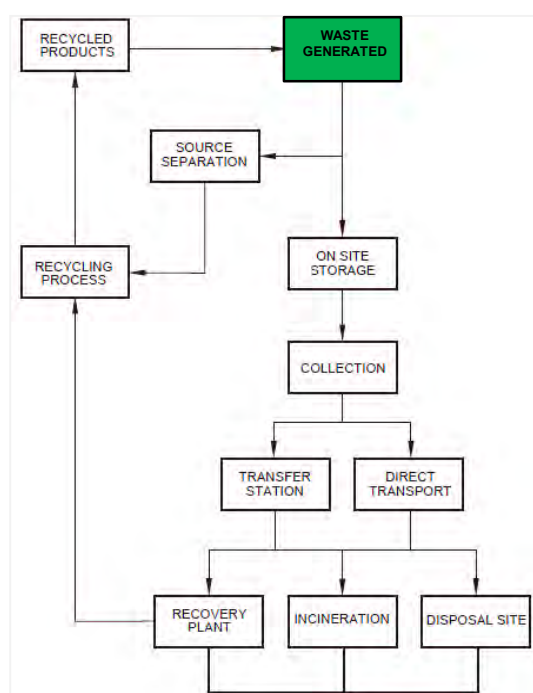 RECYCLED
PRODUCTS
WASTE
GENERATED
SOURCE
SEPARATION
ON SITE
STORAGE
RECYCLING
PROCESS
COLLECTION
TRANSFER
STATION
DIRECT
TRANSPORT
RECOVERY
PLANT
INCINERATION
DISPOSAL SITE